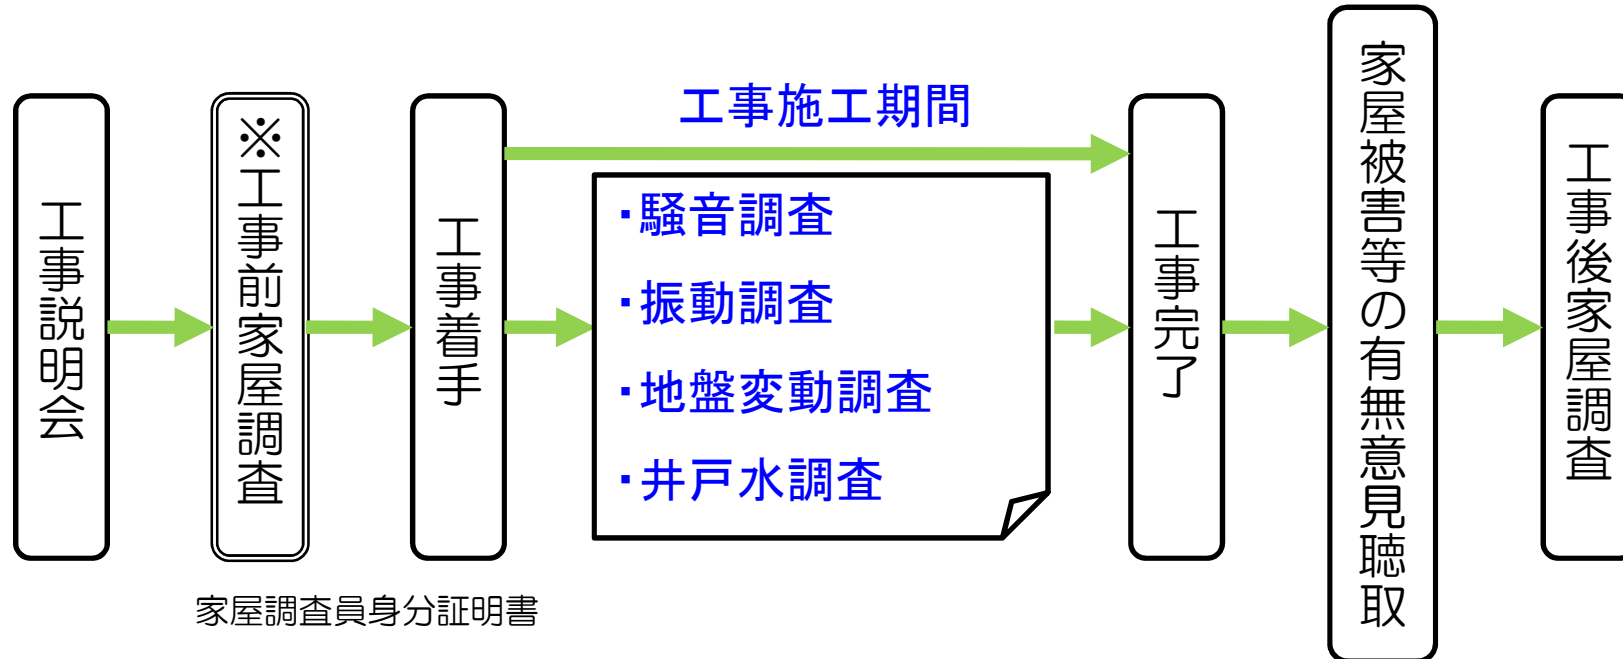 工事説明会
※工事前家屋調査
工事着手
工事施工期間
・騒音調査
・振動調査
・地盤変動調査
・井戸水調査
工事完了
家屋被害等の有無意見聴取
工事後家屋調査
家屋調査員身分証明書